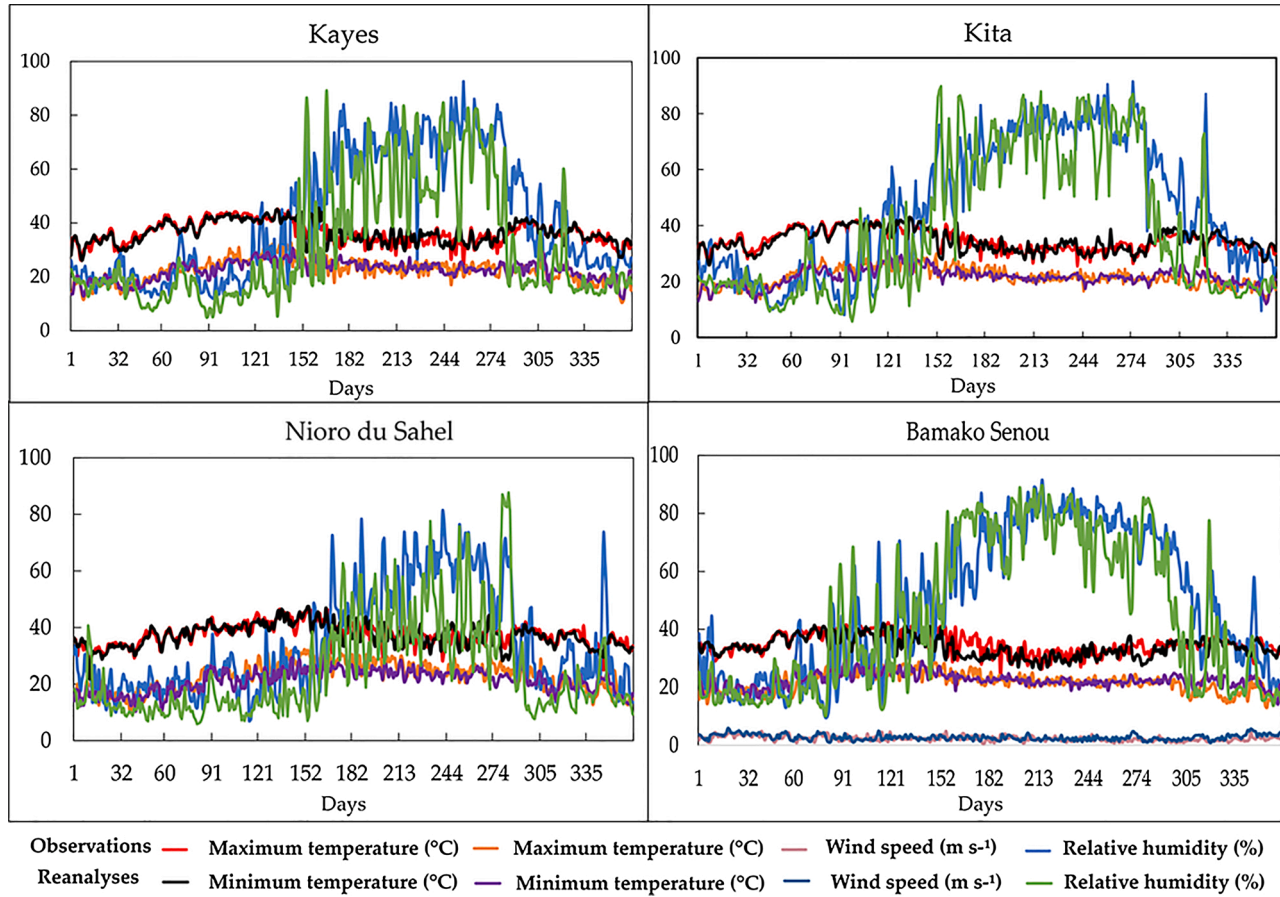 Kayes
100
80
60
40
20
0
1 32 60 91 121 152 182 213 244 274 305 335
Days
Kita
100
80
60
40
20
0
1 32 60 91 121 152 182 213 244 274 305 335
Days
Nioro du Sahel
100
80
60
40
20
0
1 32 60 91 121 152 182 213 244 274 305 335
Days
Bamako Senou
100
80
60
40
20
0
1 32 60 91 121 152 182 213 244 274 305 335
Days
Observations Maximum temperature (°C) Maximum temperature (°C) Wind speed (m s-¹) Relative humidity (%)
Reanalyses Minimum temperature (°C) Minimum temperature (°C) Wind speed (m s-¹) Relative humidity (%)